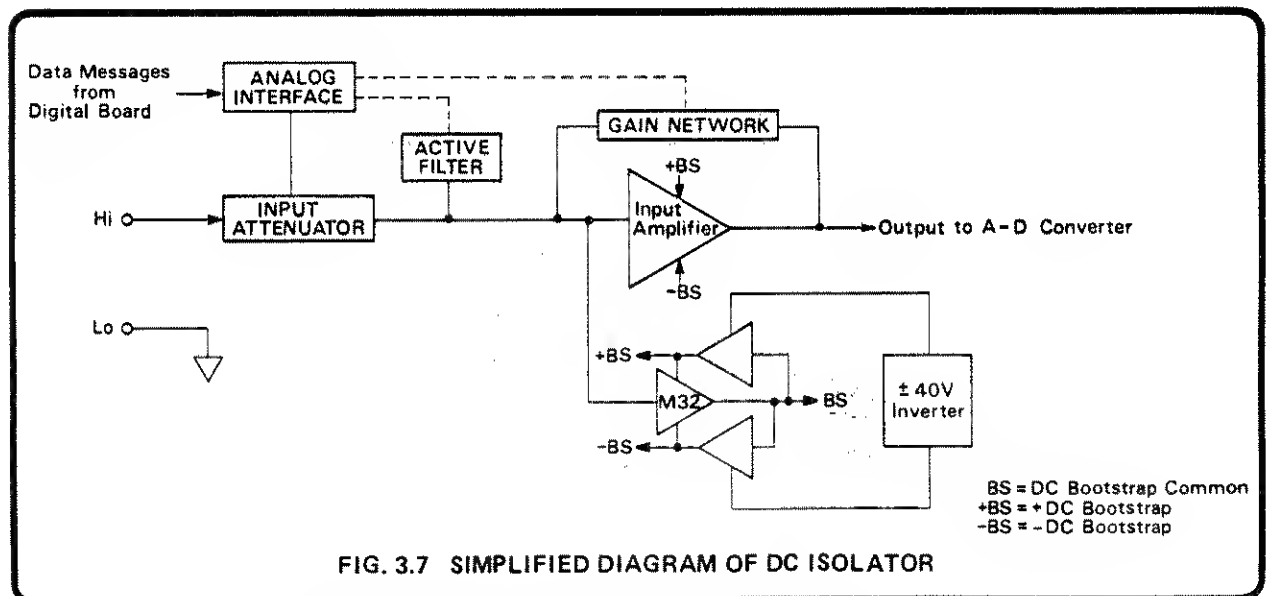 Data Messages
from
Digital Board
ANALOG
INTERFACE
ACTIVE
FILTER
GAIN NETWORK
+BS
Hi
INPUT
ATTENUATOR
Input
Amplifier
Output to A-D Converter
-BS
Lo
+BS
M32
BS
-BS
± 40V
Inverter
BS = DC Bootstrap Common
+BS = + DC Bootstrap
-BS = - DC Bootstrap
FIG. 3.7 SIMPLIFIED DIAGRAM OF DC ISOLATOR